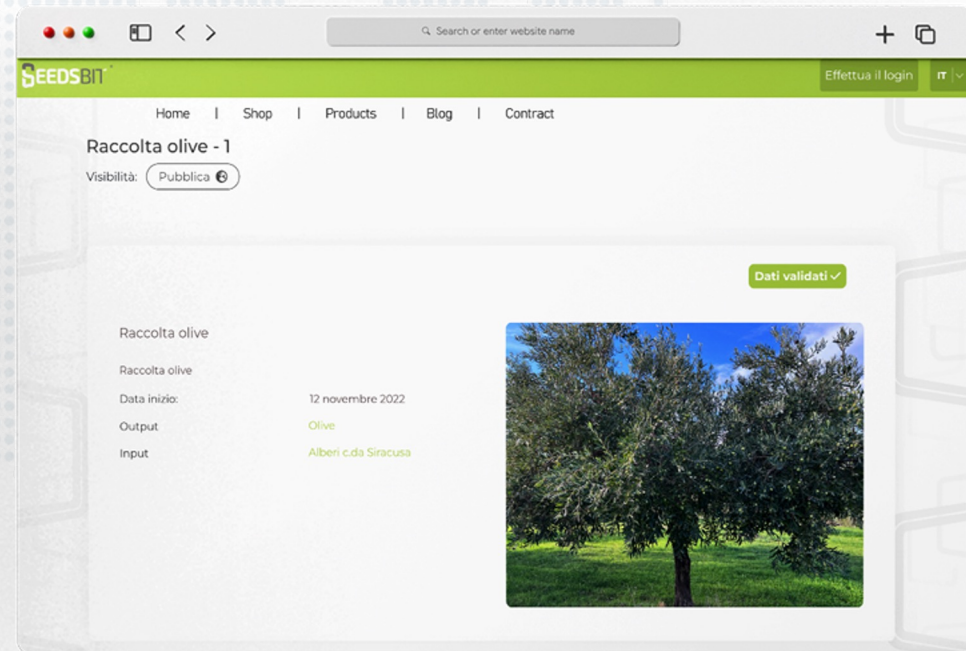 Search or enter website name
SEEDSBIT
Effettua il login IT
Home | Shop | Products | Blog | Contract
Raccolta olive - 1
Visibilità: Pubblica
Dati validati ✓
Raccolta olive
Raccolta olive
Data inizio: 12 novembre 2022
Output Olive
Input Alberi c.da Siracusa